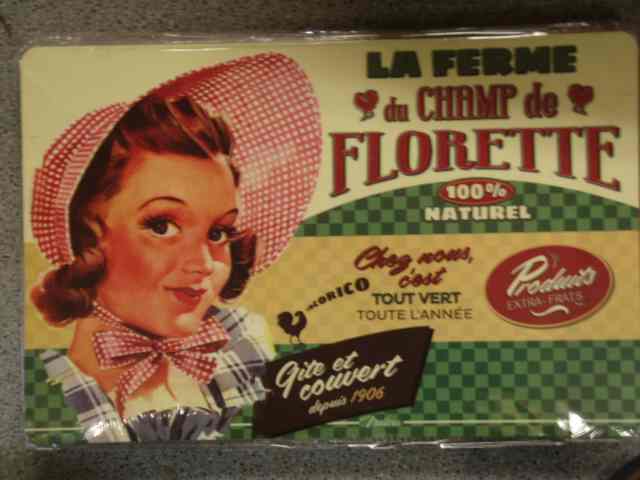 LA FERME
du CHAMP de
FLORETTE
100%
NATUREL
Chez nous,
c'est
TOUT VERT
TOUTE L'ANNÉE
Produits
EXTRA-FRAIS
Gîte et
couvert
depuis 1906